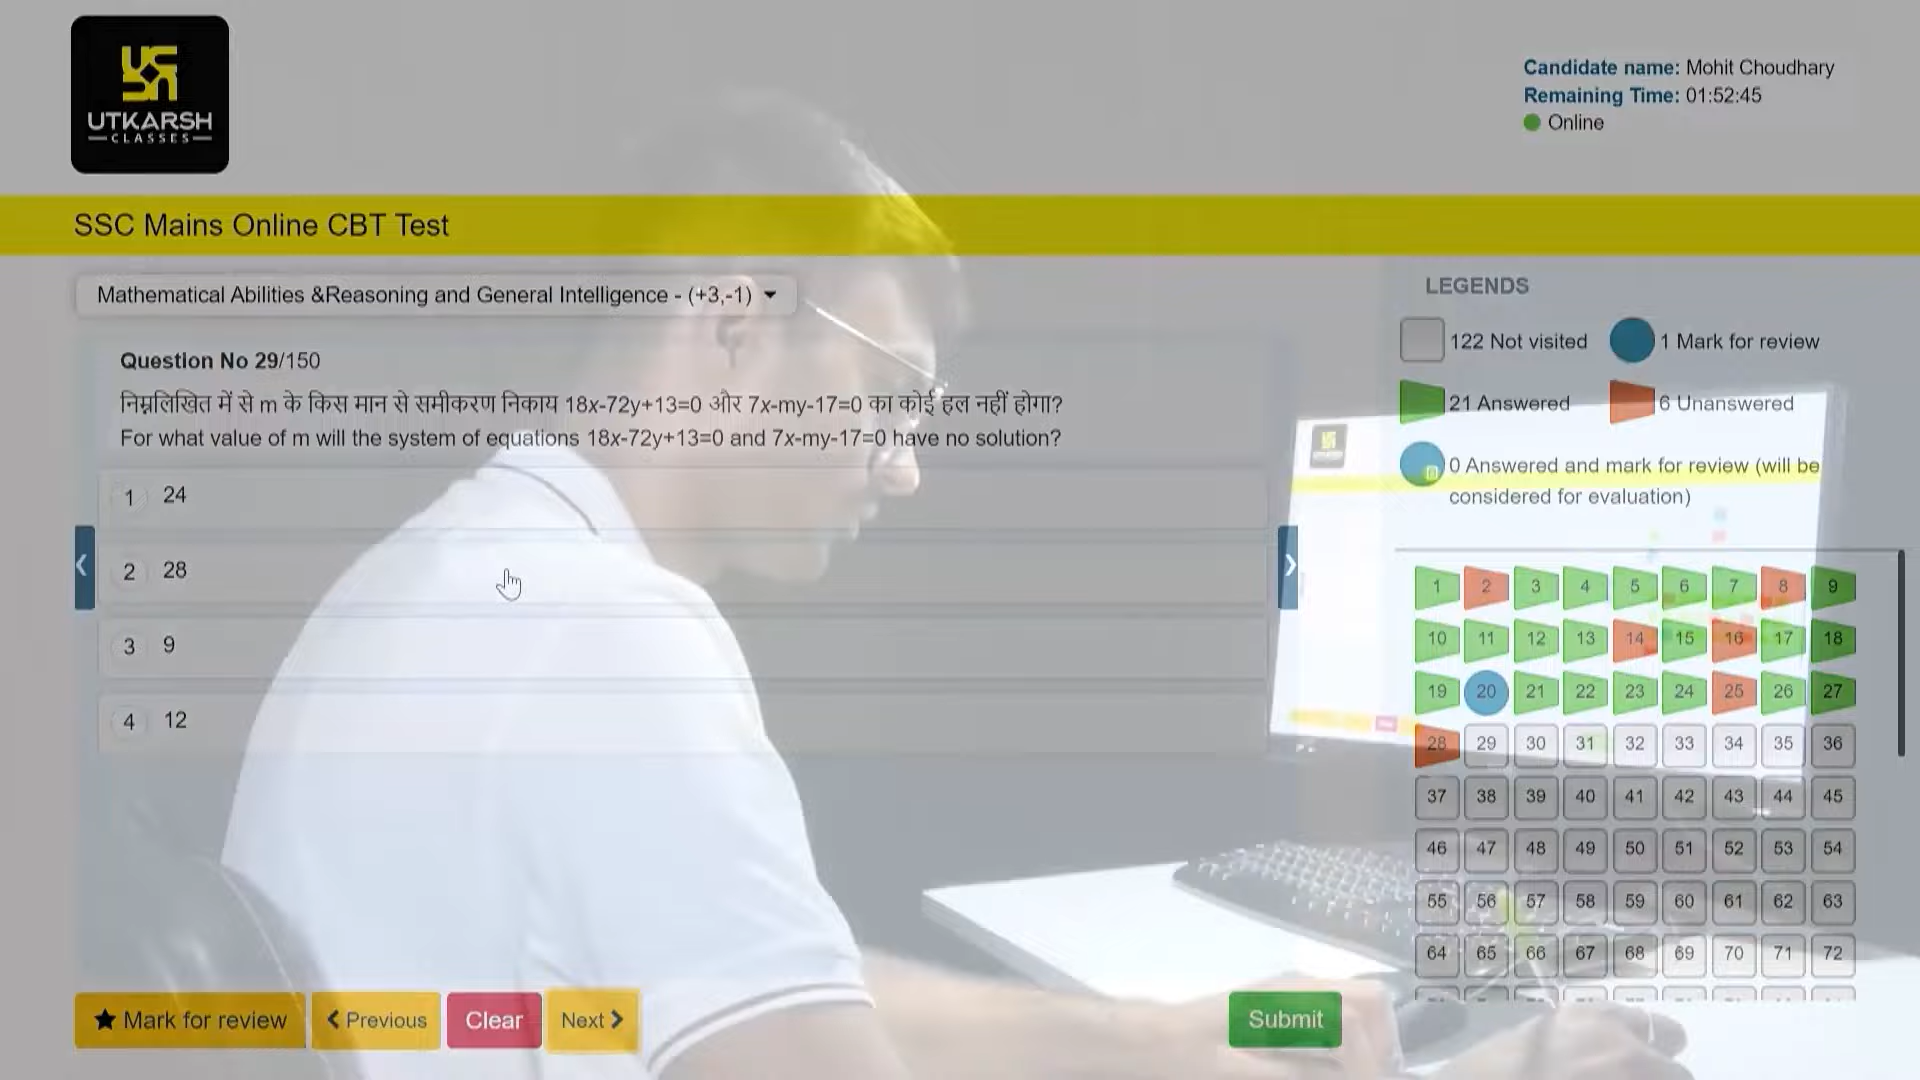 UTKARSH
CLASSES
Candidate name: Mohit Choudhary
Remaining Time: 01:52:45
Online
SSC Mains Online CBT Test
Mathematical Abilities &Reasoning and General Intelligence - (+3,-1)
Question No 29/150
निम्नलिखित में से m के किस मान से समीकरण निकाय 18x-72y+13=0 और 7x-my-17=0 का कोई हल नहीं होगा?
For what value of m will the system of equations 18x-72y+13=0 and 7x-my-17=0 have no solution?
1 24
2 28
3 9
4 12
Mark for review
Previous
Clear
Next
Submit
LEGENDS
122 Not visited
1 Mark for review
21 Answered
6 Unanswered
0 Answered and mark for review (will be
considered for evaluation)
1 2 3 4 5 6 7 8 9
10 11 12 13 14 15 16 17 18
19 20 21 22 23 24 25 26 27
28 29 30 31 32 33 34 35 36
37 38 39 40 41 42 43 44 45
46 47 48 49 50 51 52 53 54
55 56 57 58 59 60 61 62 63
64 65 66 67 68 69 70 71 72